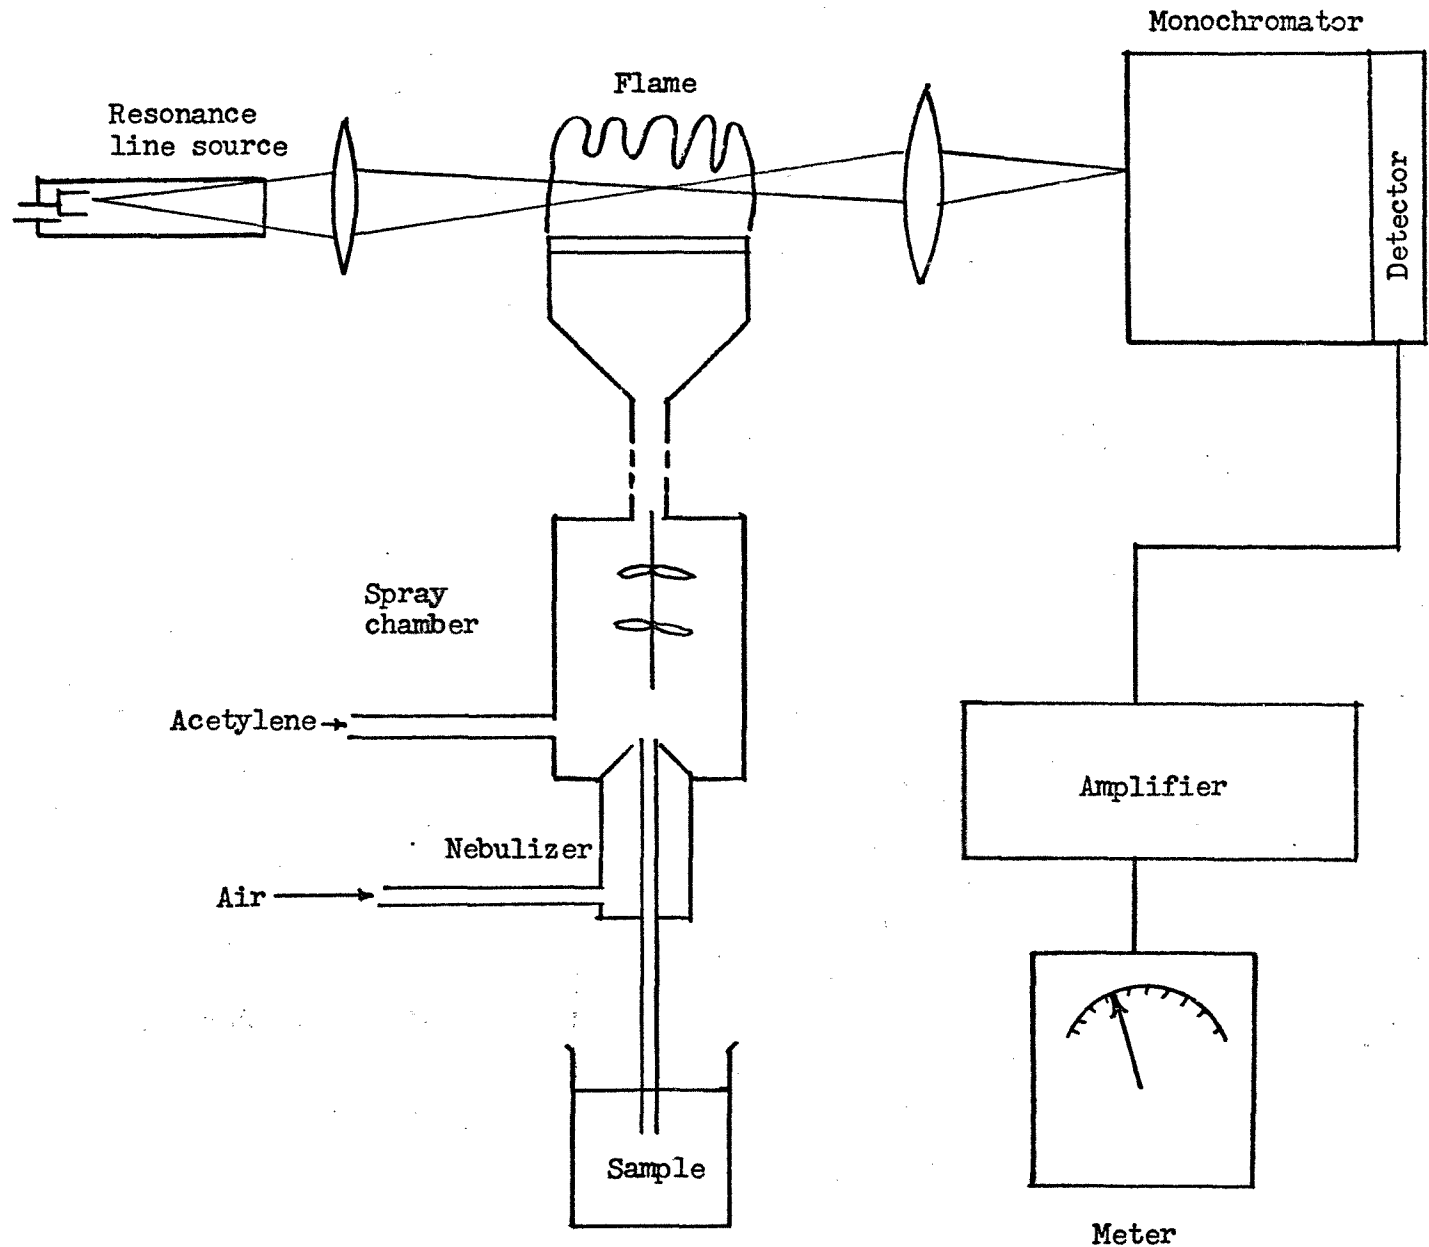 Monochromator
Flame
Resonance
line source
Detector
Spray
chamber
Acetylene
Amplifier
Nebulizer
Air
Sample
Meter